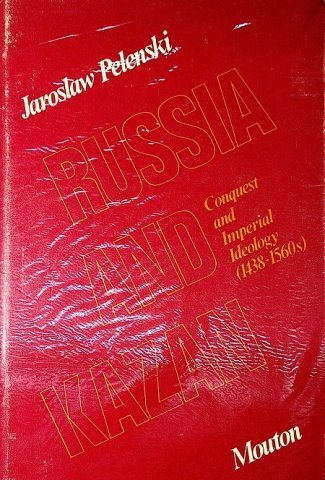 Jarosław Pelenski
RUSSIA
AND
KAZAN
Conquest
and
Imperial
Ideology
(1438-1560s)
Mouton